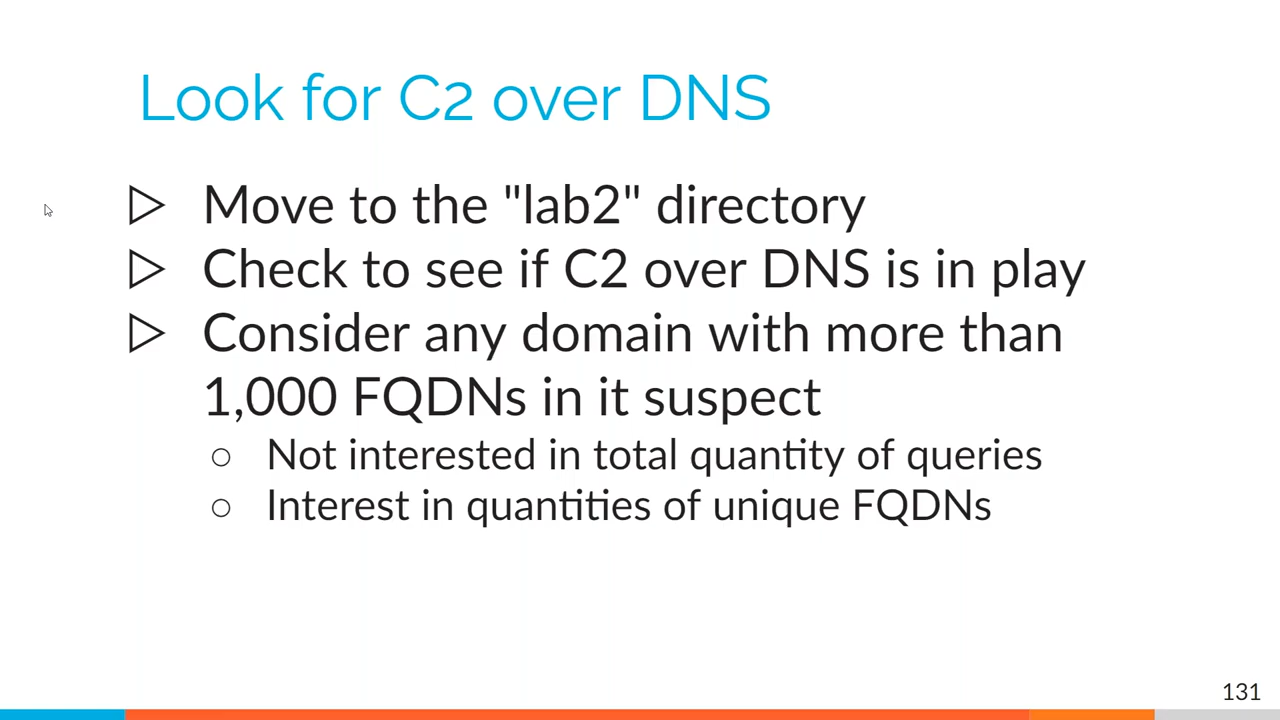 Look for C2 over DNS
Move to the "lab2" directory
Check to see if C2 over DNS is in play
Consider any domain with more than
1,000 FQDNs in it suspect
Not interested in total quantity of queries
Interest in quantities of unique FQDNs
131